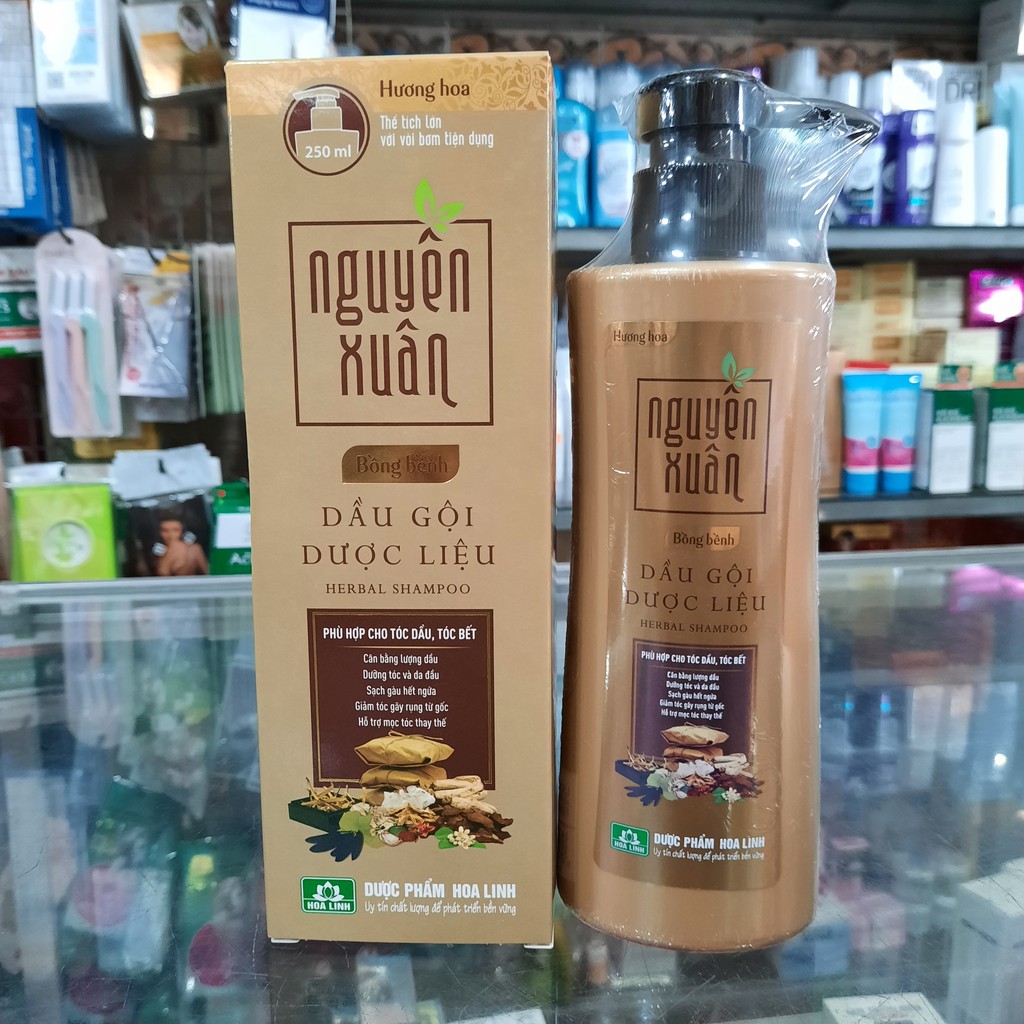 Hương hoa
250 ml
Thể tích lớn
với vòi bơm tiện dụng
nguyên
xuân
Bồng bềnh
DẦU GỘI
DƯỢC LIỆU
HERBAL SHAMPOO
PHÙ HỢP CHO TÓC DẦU, TÓC BẾT
Cân bằng lượng dầu
Dưỡng tóc và da đầu
Sạch gàu hết ngứa
Giảm tóc gãy rụng từ gốc
Hỗ trợ mọc tóc thay thế
HOA LINH
DƯỢC PHẨM HOA LINH
Uy tín chất lượng để phát triển bền vững
Hương hoa
nguyên
xuân
Bồng bềnh
DẦU GỘI
DƯỢC LIỆU
HERBAL SHAMPOO
PHÙ HỢP CHO TÓC DẦU, TÓC BẾT
Cân bằng lượng dầu
Dưỡng tóc và da đầu
Sạch gàu hết ngứa
Giảm tóc gãy rụng từ gốc
Hỗ trợ mọc tóc thay thế
HOA LINH
DƯỢC PHẨM HOA LINH
Uy tín chất lượng để phát triển bền vững